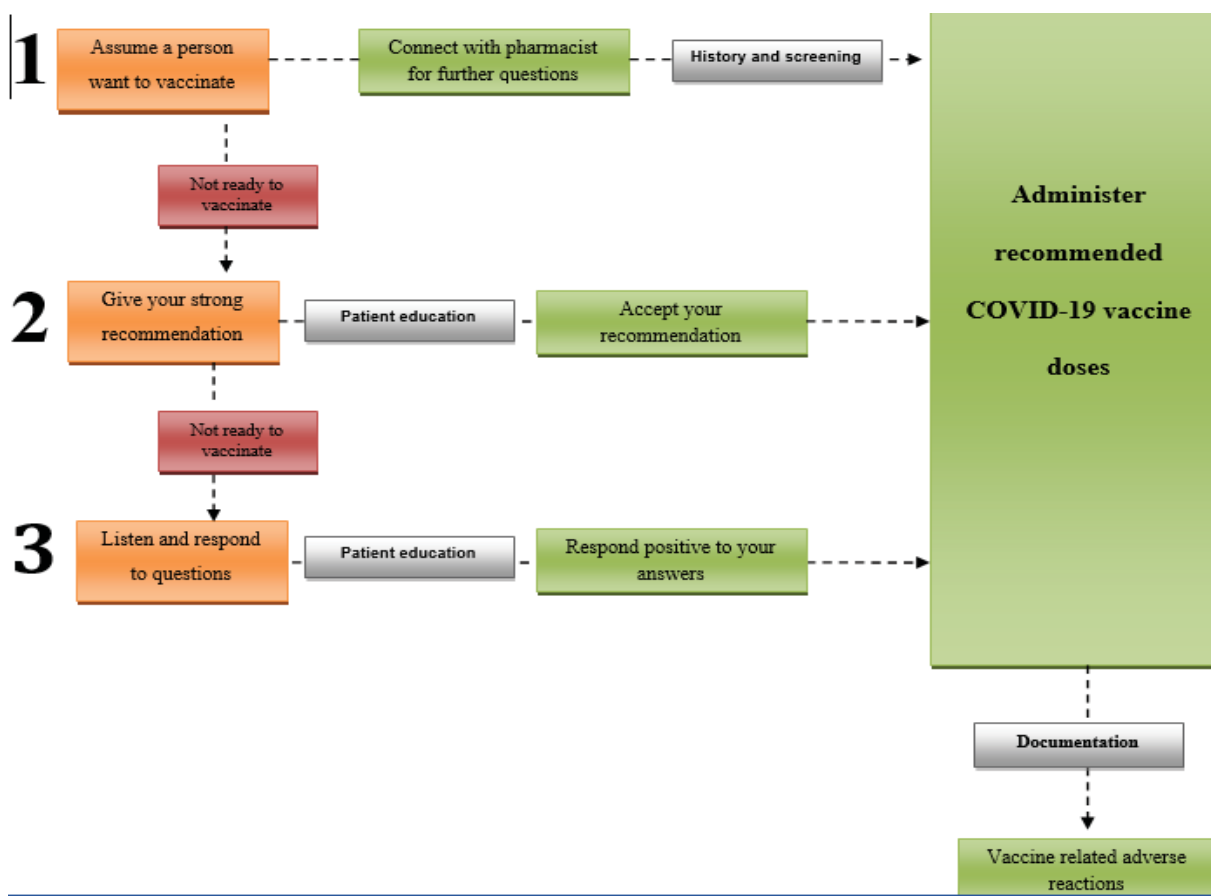 1
Assume a person
want to vaccinate
Connect with pharmacist
for further questions
History and screening
Not ready to
vaccinate
2
Give your strong
recommendation
Patient education
Accept your
recommendation
Not ready to
vaccinate
3
Listen and respond
to questions
Patient education
Respond positive to your
answers
Administer
recommended
COVID-19 vaccine
doses
Documentation
Vaccine related adverse
reactions